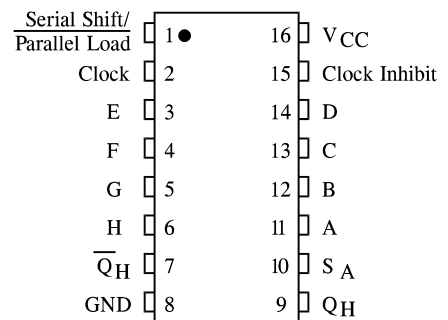 Serial Shift/
Parallel Load 1 16 VCC
Clock 2 15 Clock Inhibit
E 3 14 D
F 4 13 C
G 5 12 B
H 6 11 A
Q̅H 7 10 SA
GND 8 9 QH